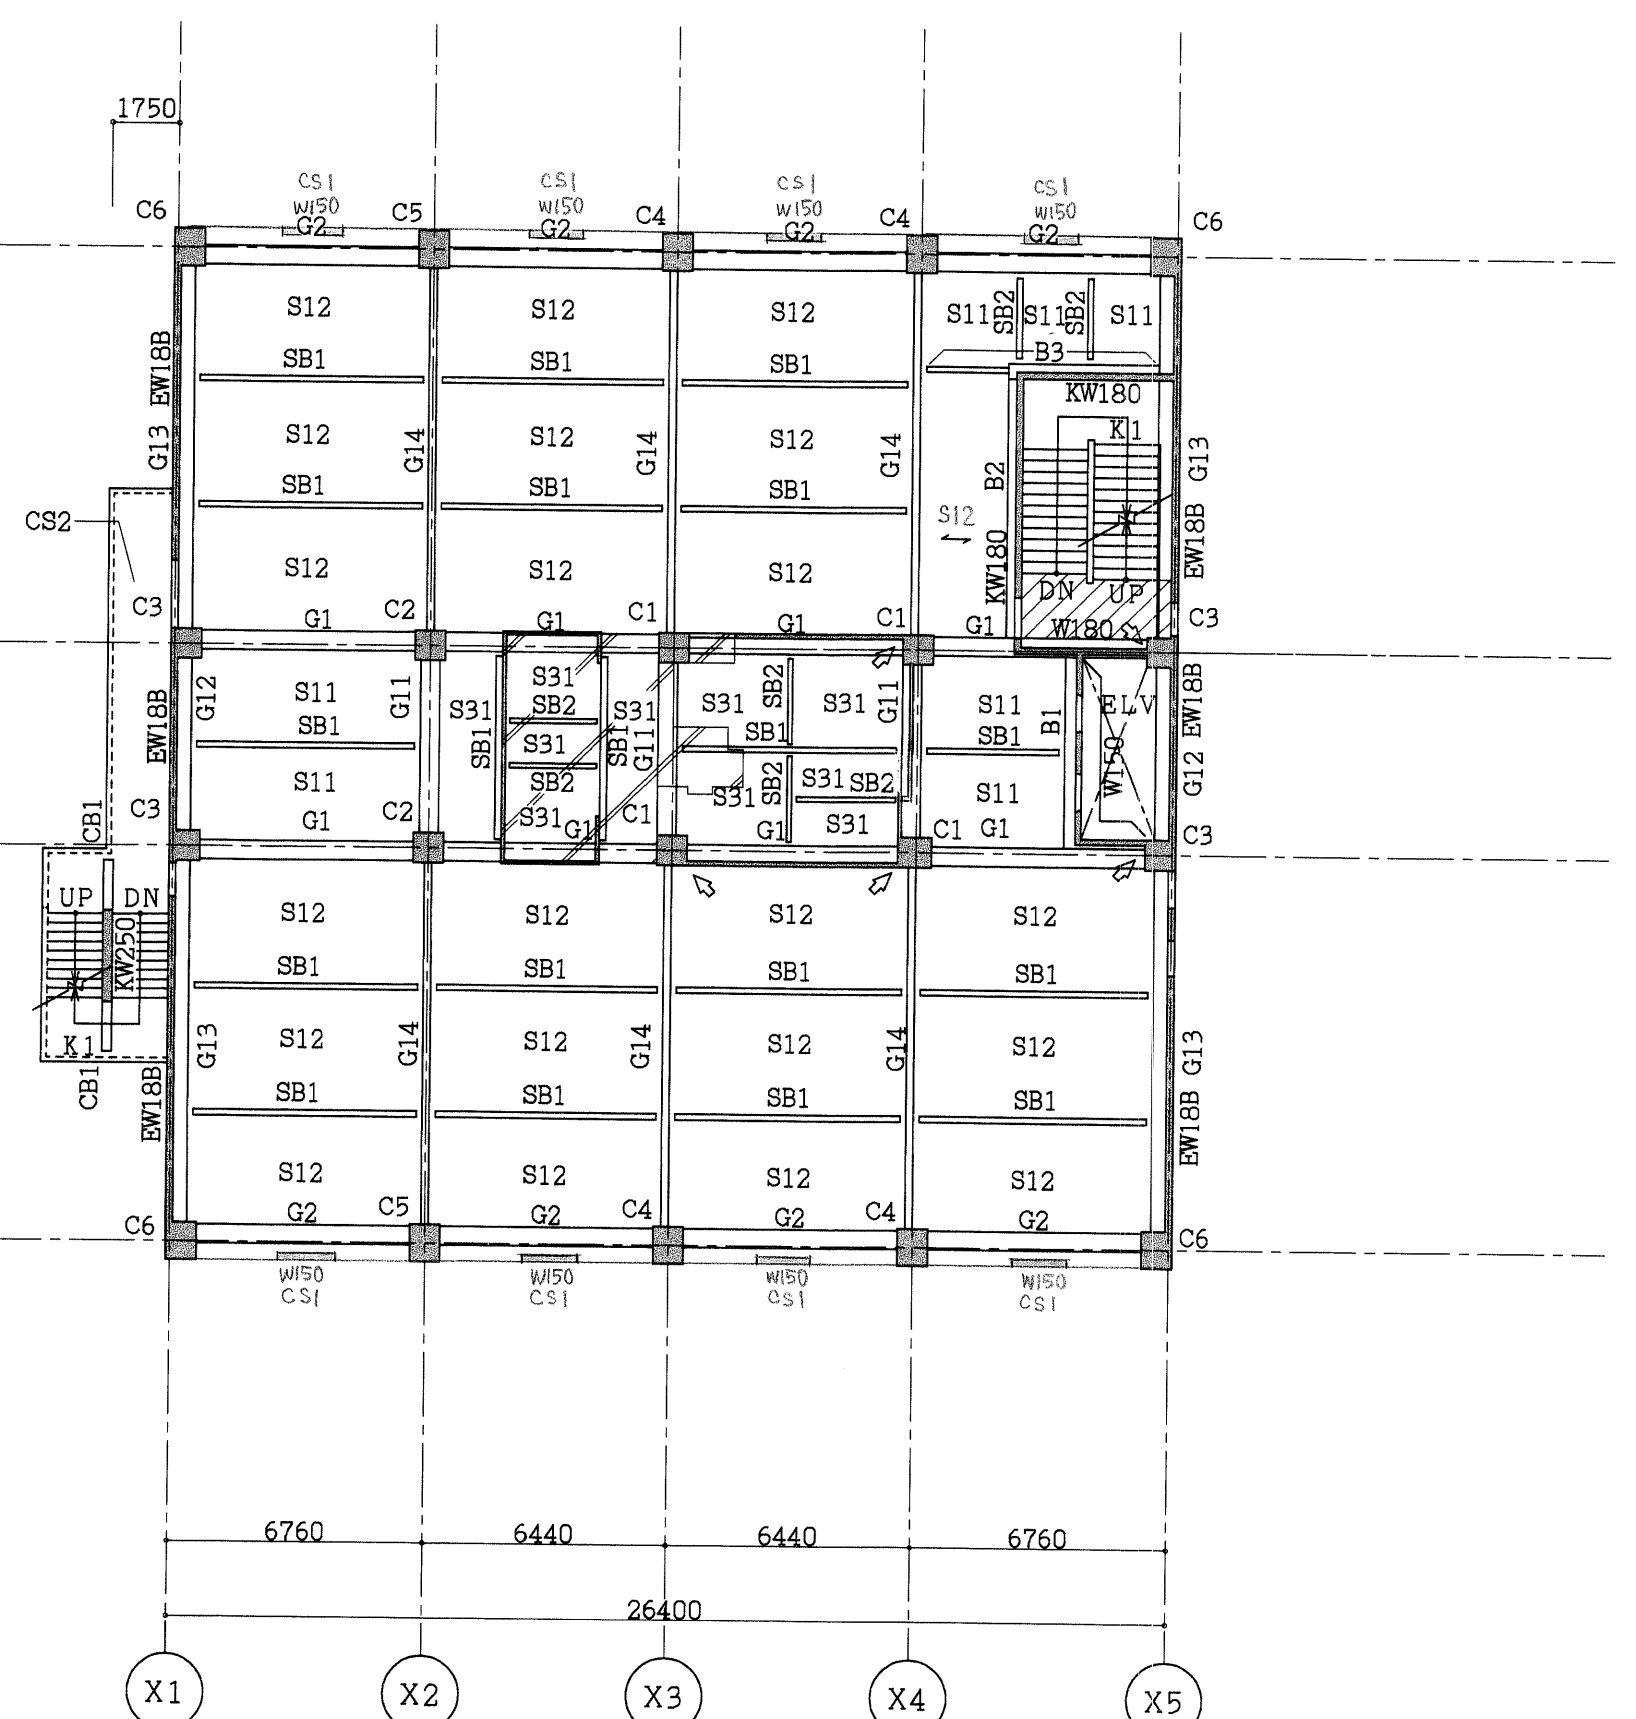 1750
CS1 CS1 CS1 CS1
W150 W150 W150 W150
C6 G2 C5 G2 C4 G2 C4 G2 C6
S12 S12 S12 S11 SB2 S11 SB2 S11
EW18B SB1 SB1 SB1 B3
KW180
K1
G13 S12 G14 S12 G14 S12 G14 B2 G13
SB1 SB1 SB1
CS2 S12 KW180 EW18B
S12 S12 S12 DN UP
C3 G1 C2 G1 C1 G1 C1 G1 W180 C3
EW18B G12 S11 G11 S31 S31 SB2 S31 G11 S11 ELV EW18B
S31 SB2 S31
SB1 SB1 S31 SB1 G11 SB1 SB1 B1
S11 SB2 SB2 S31 SB2 S11 W150 G12
S31 S31 S31
CB1 C3 G1 C2 G1 C1 G1 C1 G1 C3
UP DN S12 S12 S12 S12
KW250 SB1 SB1 SB1 SB1
K1 G13 S12 G14 S12 G14 S12 G14 S12 G13
CB1 EW18B SB1 SB1 SB1 SB1 EW18B
S12 S12 S12 S12
C6 G2 C5 G2 C4 G2 C4 G2 C6
W150 W150 W150 W150
CS1 CS1 CS1 CS1
6760 6440 6440 6760
26400
X1 X2 X3 X4 X5